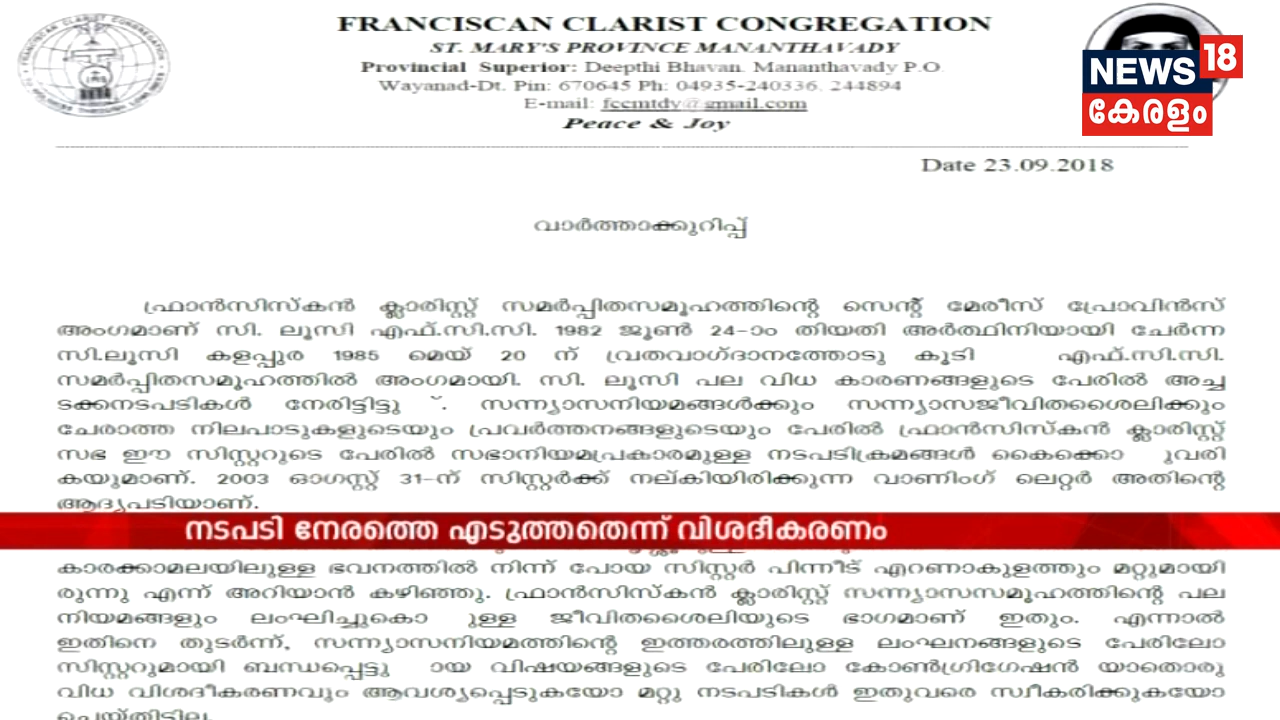 FRANCISCAN CLARIST CONGREGATION
ST. MARY'S PROVINCE MANANTHAVADY
Provincial Superior: Deepthi Bhavan, Mananthavady P.O.
Wayanad-Dt. Pin: 670645 Ph: 04935-240336, 244894
E-mail: fccmtdy@gmail.com
Peace & Joy
NEWS 18
കേരളം
Date 23.09.2018
വാർത്താക്കുറിപ്പ്
ഫ്രാൻസിസ്കൻ ക്ലാരിസ്റ്റ് സമർപ്പിതസമൂഹത്തിന്റെ സെന്റ് മേരീസ് പ്രോവിൻസ്
അംഗമാണ് സി. ലൂസി എഫ്.സി.സി. 1982 ജൂൺ 24-ാം തിയതി അർത്ഥിനിയായി ചേർന്ന
സി.ലൂസി കളപ്പുര 1985 മെയ് 20 ന് വ്രതവാഗ്ദാനത്തോടു കൂടി എഫ്.സി.സി.
സമർപ്പിതസമൂഹത്തിൽ അംഗമായി. സി. ലൂസി പല വിധ കാരണങ്ങളുടെ പേരിൽ അച്ച
ടക്കനടപടികൾ നേരിട്ടിട്ടു ്. സന്ന്യാസനിയമങ്ങൾക്കും സന്ന്യാസജീവിതശൈലിക്കും
ചേരാത്ത നിലപാടുകളുടെയും പ്രവർത്തനങ്ങളുടെയും പേരിൽ ഫ്രാൻസിസ്കൻ ക്ലാരിസ്റ്റ്
സഭ ഈ സിസ്റ്ററുടെ പേരിൽ സഭാനിയമപ്രകാരമുള്ള നടപടിക്രമങ്ങൾ കൈക്കൊ ുവരി
കയുമാണ്. 2003 ഓഗസ്റ്റ് 31-ന് സിസ്റ്റർക്ക് നല്കിയിരിക്കുന്ന വാണിംഗ് ലെറ്റർ അതിന്റെ
ആദ്യപടിയാണ്.
നടപടി നേരത്തെ എടുത്തതെന്ന് വിശദീകരണം
കാരക്കാമലയിലുള്ള ഭവനത്തിൽ നിന്ന് പോയ സിസ്റ്റർ പിന്നീട് എറണാകുളത്തും മറ്റുമായി
രുന്നു എന്ന് അറിയാൻ കഴിഞ്ഞു. ഫ്രാൻസിസ്കൻ ക്ലാരിസ്റ്റ് സന്ന്യാസസമൂഹത്തിന്റെ പല
നിയമങ്ങളും ലംഘിച്ചുകൊ ുള്ള ജീവിതശൈലിയുടെ ഭാഗമാണ് ഇതും. എന്നാൽ
ഇതിനെ തുടർന്ന്, സന്ന്യാസനിയമത്തിന്റെ ഇത്തരത്തിലുള്ള ലംഘനങ്ങളുടെ പേരിലോ
സിസ്റ്ററുമായി ബന്ധപ്പെട്ടു ായ വിഷയങ്ങളുടെ പേരിലോ കോൺഗ്രിഗേഷൻ യാതൊരു
വിധ വിശദീകരണവും ആവശ്യപ്പെടുകയോ മറ്റു നടപടികൾ ഇതുവരെ സ്വീകരിക്കുകയോ
ചെയ്തിട്ടില്ല.